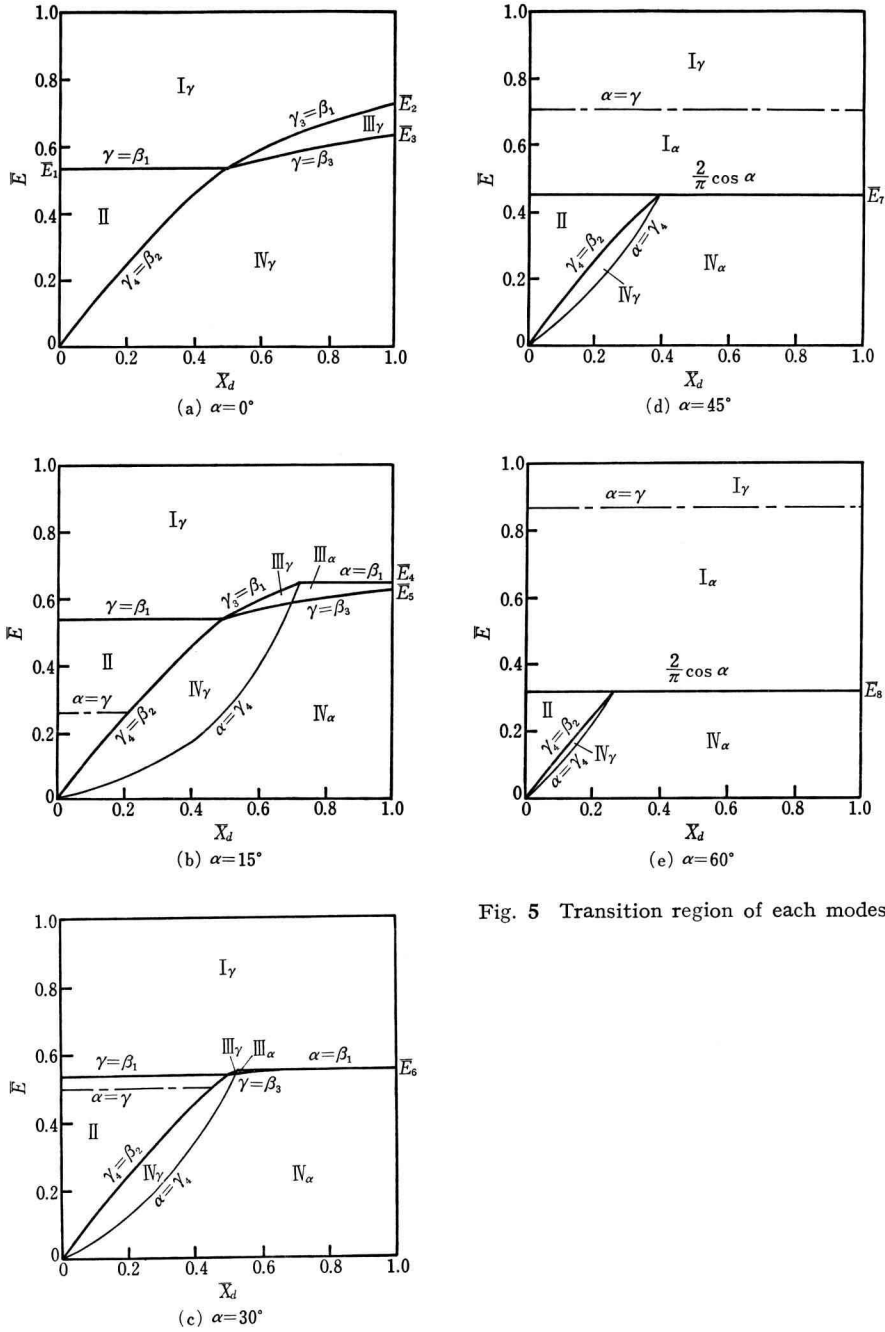 1.0
0.8
0.6
0.4
0.2
0
Iγ
γ₃=β₁
E̅₂
IIIγ
E̅₃
γ=β₃
E̅₁
γ=β₁
E̅
II
γ₄=β₂
IVγ
0 0.2 0.4 0.6 0.8 1.0
X̅d
(a) α=0°
1.0
0.8
0.6
0.4
0.2
0
Iγ
IIIγ
IIIα
γ₃=β₁
α=β₁
E̅₄
E̅₅
γ=β₁
γ=β₃
E̅
II
α=γ
γ₄=β₂
IVγ
α=γ₄
IVα
0 0.2 0.4 0.6 0.8 1.0
X̅d
(b) α=15°
1.0
0.8
0.6
0.4
0.2
0
Iγ
IIIγ
IIIα
α=β₁
E̅₆
γ=β₁
γ=β₃
α=γ
E̅
II
γ₄=β₂
IVγ
α=γ₄
IVα
0 0.2 0.4 0.6 0.8 1.0
X̅d
(c) α=30°
1.0
0.8
0.6
0.4
0.2
0
Iγ
α=γ
Iα
2/π cos α
E̅₇
E̅
II
γ₄=β₂
α=γ₄
IVγ
IVα
0 0.2 0.4 0.6 0.8 1.0
X̅d
(d) α=45°
1.0
0.8
0.6
0.4
0.2
0
Iγ
α=γ
Iα
2/π cos α
E̅₈
E̅
II
γ₄=β₂
IVγ
α=γ₄
IVα
0 0.2 0.4 0.6 0.8 1.0
X̅d
(e) α=60°
Fig. 5 Transition region of each modes